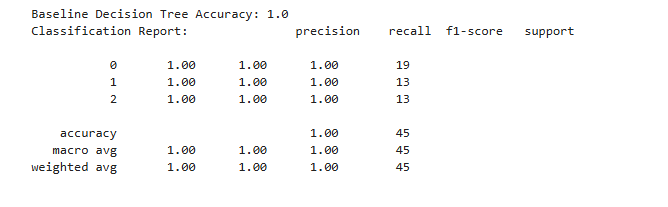 Baseline Decision Tree Accuracy: 1.0
Classification Report:               precision    recall  f1-score   support

           0       1.00      1.00      1.00        19
           1       1.00      1.00      1.00        13
           2       1.00      1.00      1.00        13

    accuracy                           1.00        45
   macro avg       1.00      1.00      1.00        45
weighted avg       1.00      1.00      1.00        45